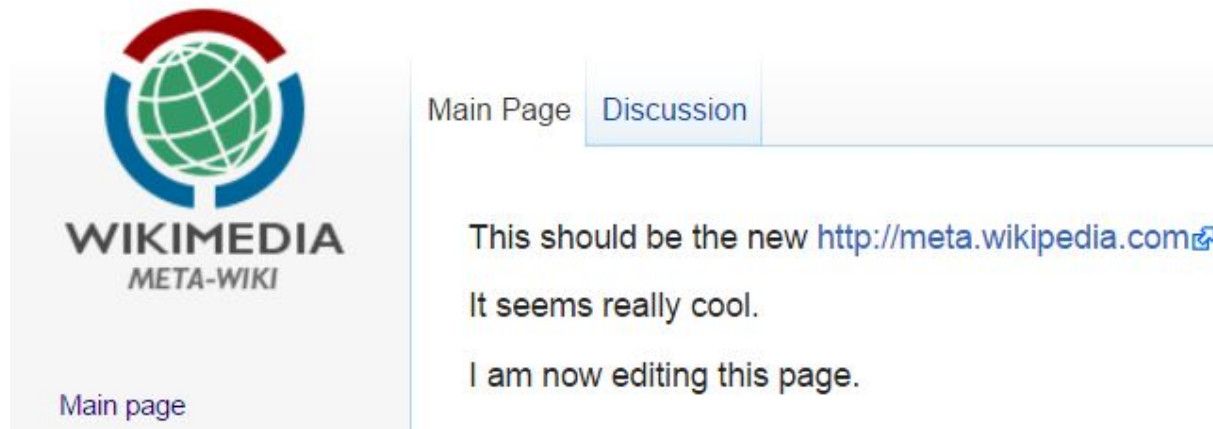 Main Page Discussion
WIKIMEDIA
META-WIKI
This should be the new http://meta.wikipedia.com
It seems really cool.
I am now editing this page.
Main page